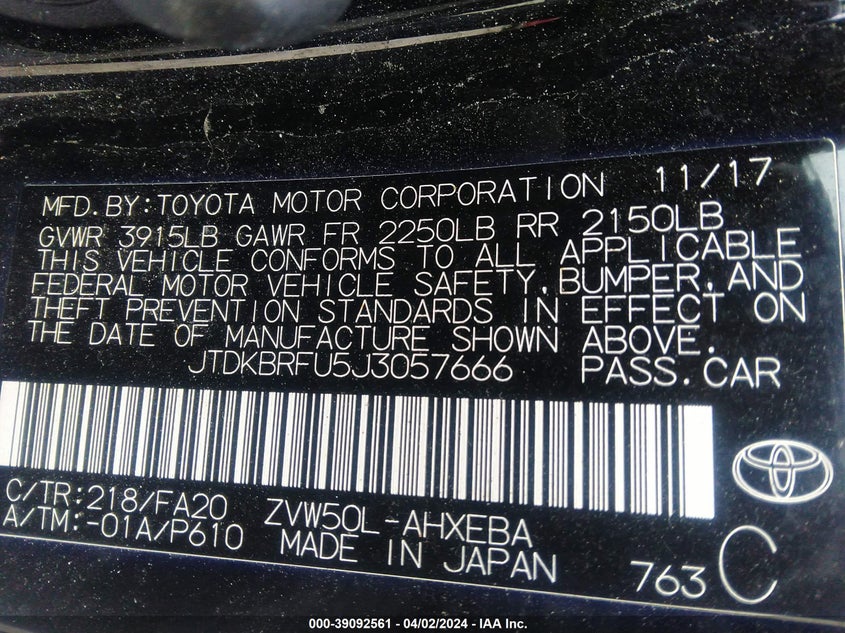 MFD.BY:TOYOTA MOTOR CORPORATION 11/17
GVWR 3915LB GAWR FR 2250LB RR 2150LB
THIS VEHICLE CONFORMS TO ALL APPLICABLE
FEDERAL MOTOR VEHICLE SAFETY,BUMPER,AND
THEFT PREVENTION STANDARDS IN EFFECT ON
THE DATE OF MANUFACTURE SHOWN ABOVE.
JTDKBRFU5J3057666 PASS.CAR
C/TR:218/FA20 ZVW50L-AHXEBA
A/TM:-01A/P610 MADE IN JAPAN
763 C
000-39092561 - 04/02/2024 - IAA Inc.